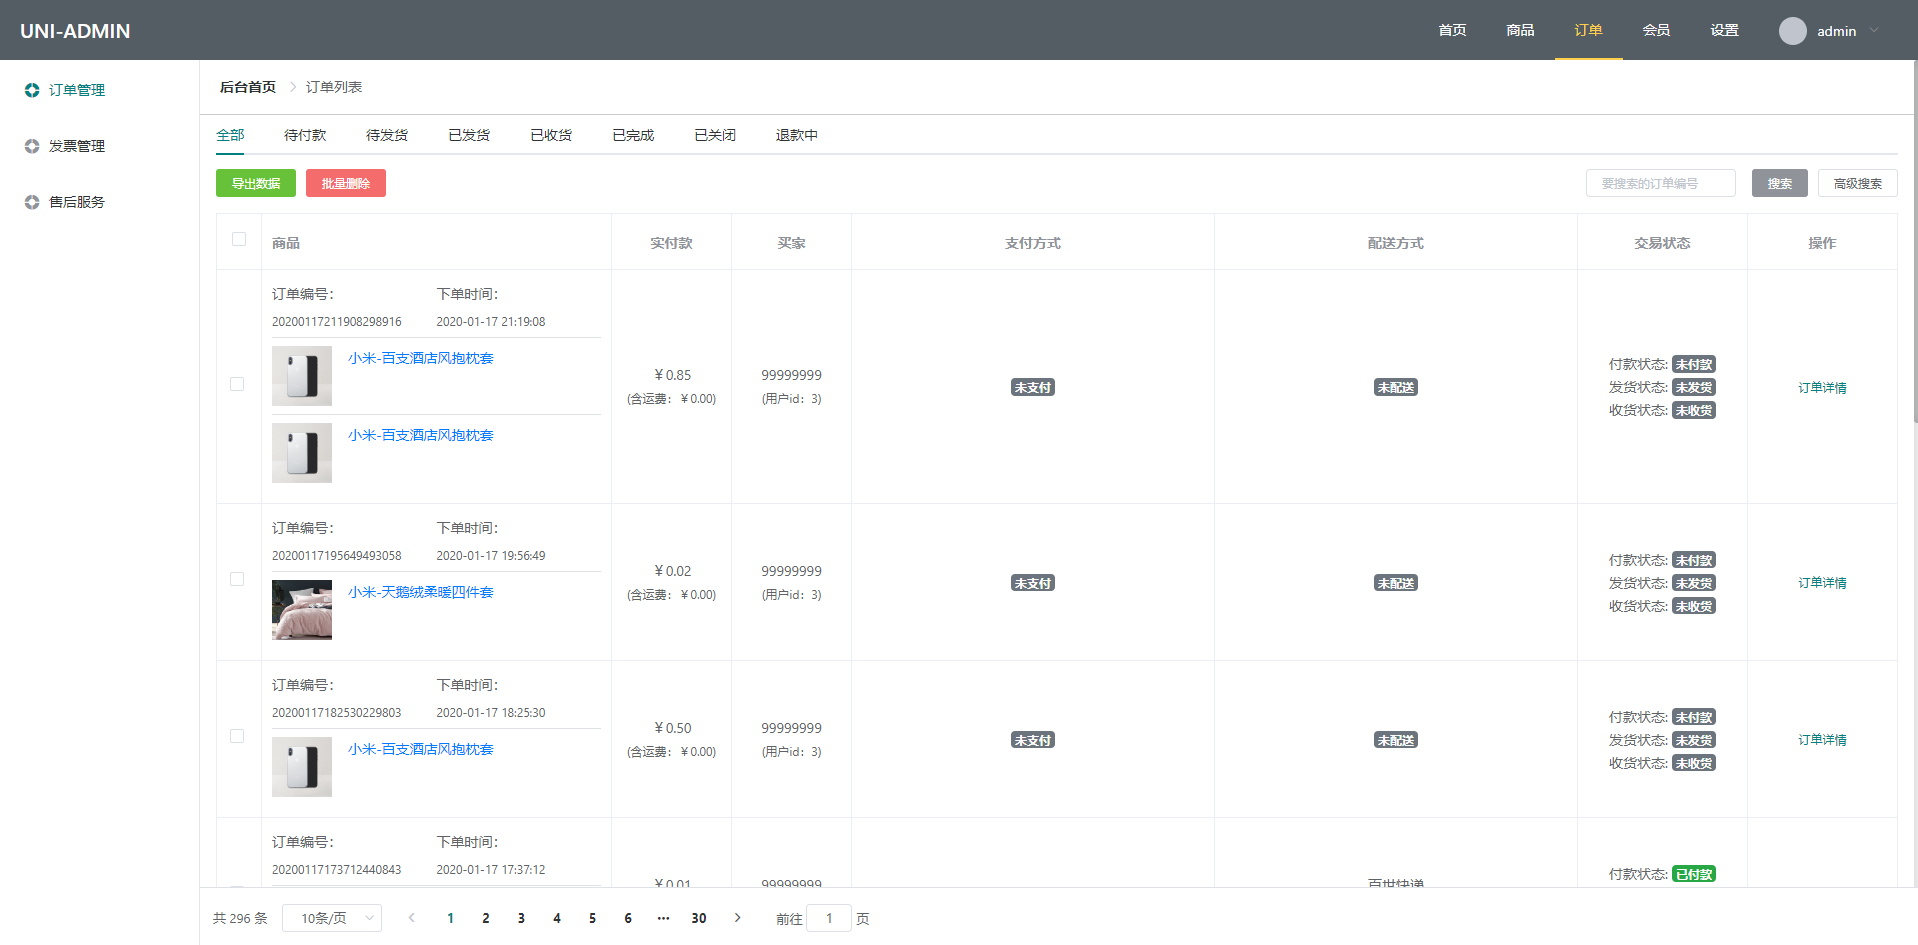 UNI-ADMIN
首页 商品 订单 会员 设置 admin
订单管理
发票管理
售后服务
后台首页 > 订单列表
全部 待付款 待发货 已发货 已收货 已完成 已关闭 退款中
导出数据 批量删除 要搜索的订单编号 搜索 高级搜索
商品 实付款 买家 支付方式 配送方式 交易状态 操作
订单编号: 下单时间:
20200117211908298916 2020-01-17 21:19:08
小米-百支酒店风抱枕套
小米-百支酒店风抱枕套
¥0.85
(含运费: ¥0.00)
99999999
(用户id: 3)
未支付
未配送
付款状态: 未付款
发货状态: 未发货
收货状态: 未收货
订单详情
订单编号: 下单时间:
20200117195649493058 2020-01-17 19:56:49
小米-天鹅绒柔暖四件套
¥0.02
(含运费: ¥0.00)
99999999
(用户id: 3)
未支付
未配送
付款状态: 未付款
发货状态: 未发货
收货状态: 未收货
订单详情
订单编号: 下单时间:
20200117182530229803 2020-01-17 18:25:30
小米-百支酒店风抱枕套
¥0.50
(含运费: ¥0.00)
99999999
(用户id: 3)
未支付
未配送
付款状态: 未付款
发货状态: 未发货
收货状态: 未收货
订单详情
订单编号: 下单时间:
20200117173712440843 2020-01-17 17:37:12
¥0.01
99999999
百世快递
付款状态: 已付款
共 296 条 10条/页 < 1 2 3 4 5 6 ··· 30 > 前往 1 页